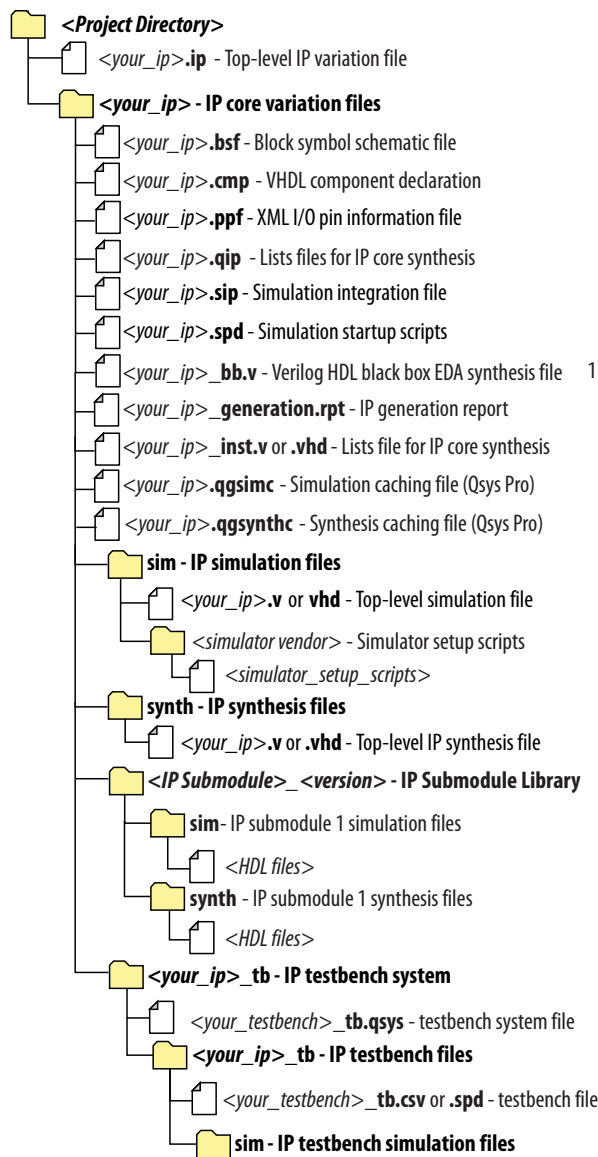 <Project Directory>
<your_ip>.ip - Top-level IP variation file
<your_ip> - IP core variation files
<your_ip>.bsf - Block symbol schematic file
<your_ip>.cmp - VHDL component declaration
<your_ip>.ppf - XML I/O pin information file
<your_ip>.qip - Lists files for IP core synthesis
<your_ip>.sip - Simulation integration file
<your_ip>.spd - Simulation startup scripts
<your_ip>_bb.v - Verilog HDL black box EDA synthesis file 1
<your_ip>_generation.rpt - IP generation report
<your_ip>_inst.v or .vhd - Lists file for IP core synthesis
<your_ip>.qgsimc - Simulation caching file (Qsys Pro)
<your_ip>.qgsynthc - Synthesis caching file (Qsys Pro)
sim - IP simulation files
<your_ip>.v or vhd - Top-level simulation file
<simulator vendor> - Simulator setup scripts
<simulator_setup_scripts>
synth - IP synthesis files
<your_ip>.v or .vhd - Top-level IP synthesis file
<IP Submodule>_<version> - IP Submodule Library
sim- IP submodule 1 simulation files
<HDL files>
synth - IP submodule 1 synthesis files
<HDL files>
<your_ip>_tb - IP testbench system
<your_testbench>_tb.qsys - testbench system file
<your_ip>_tb - IP testbench files
<your_testbench>_tb.csv or .spd - testbench file
sim - IP testbench simulation files